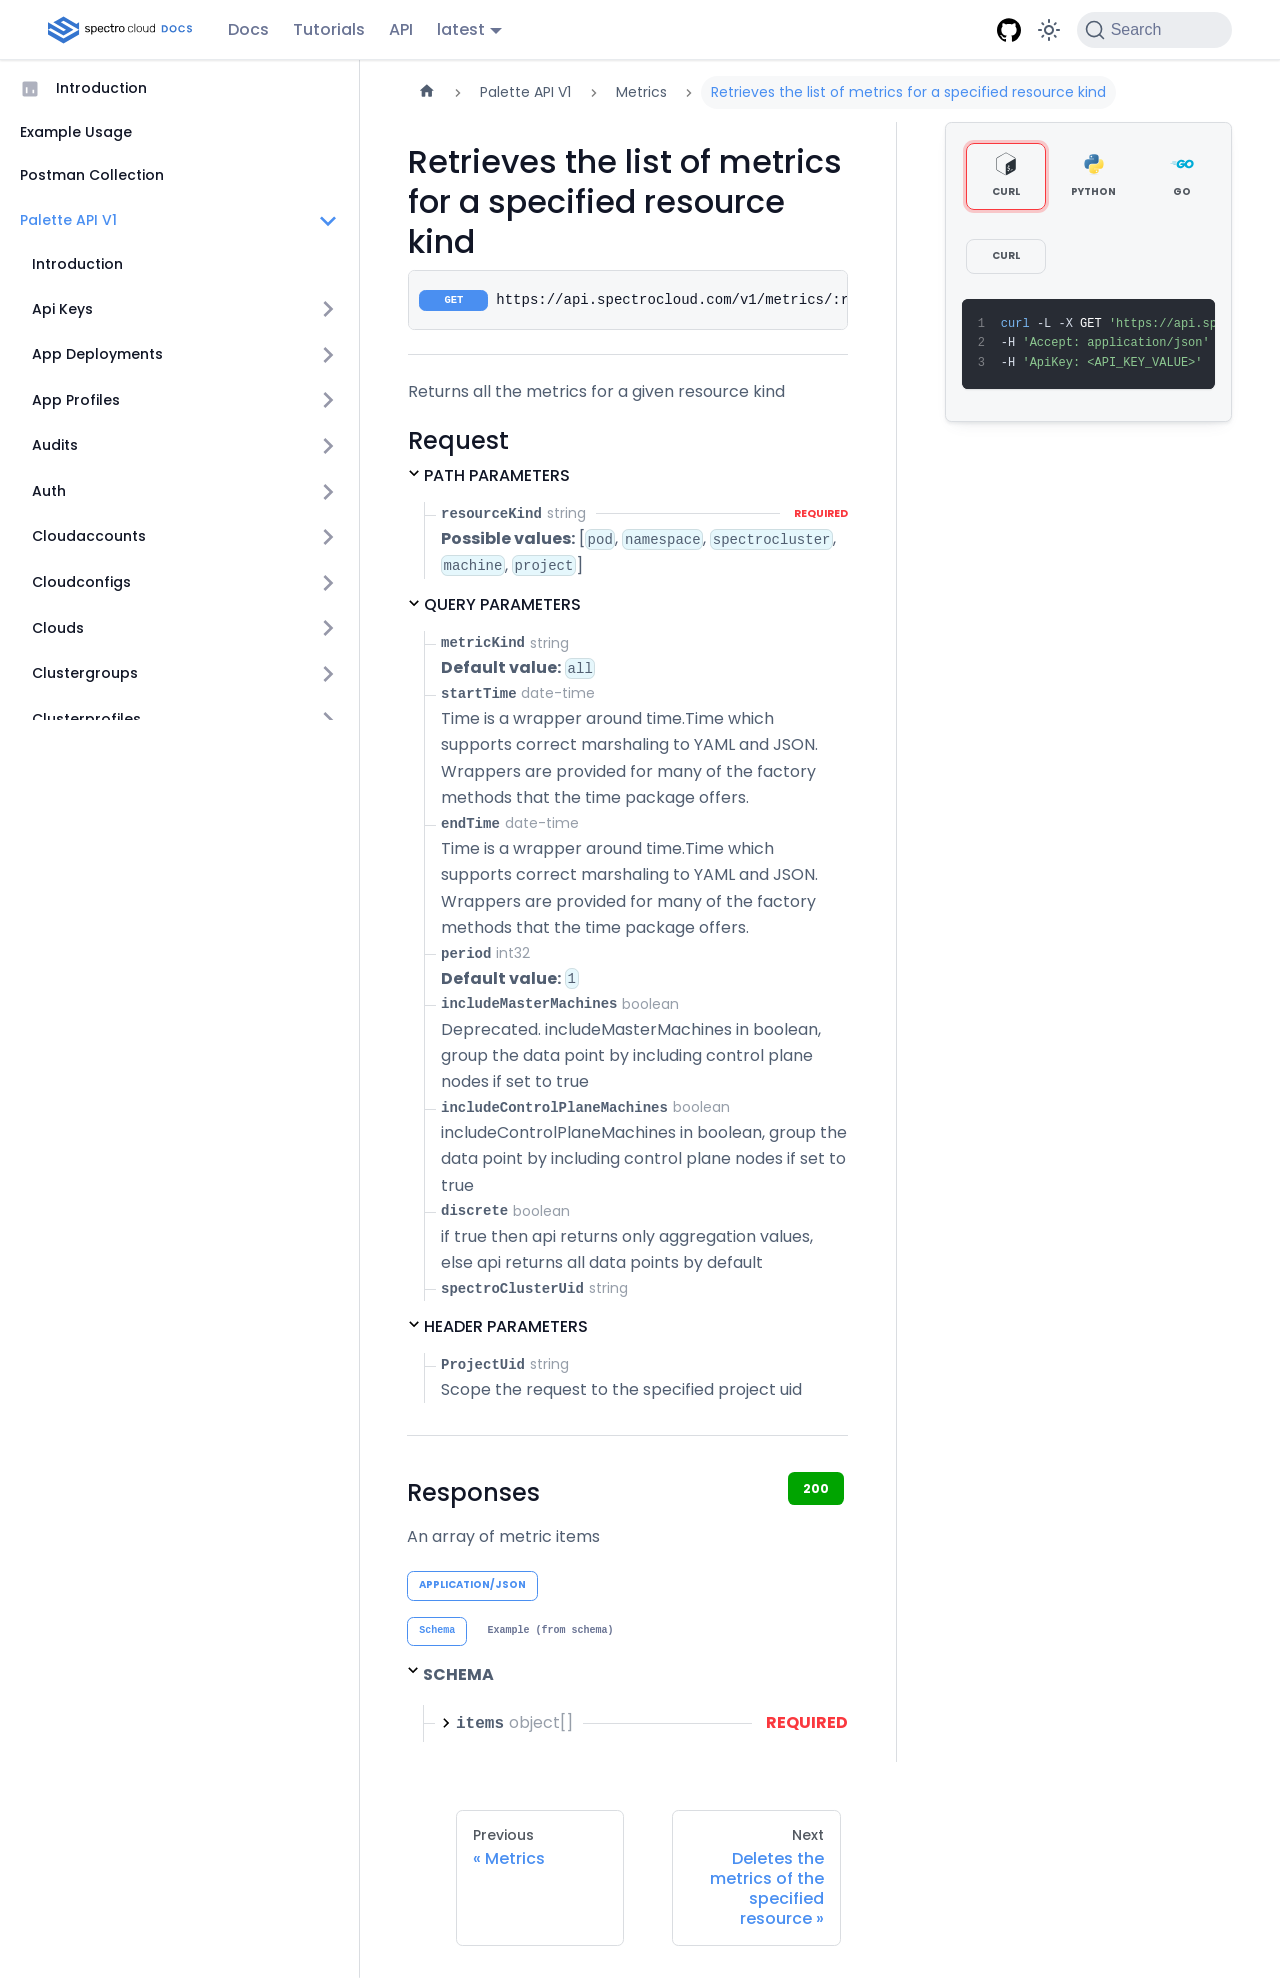 spectro cloud DOCS
Docs
Tutorials
API
latest
Search
Introduction
Example Usage
Postman Collection
Palette API V1
Introduction
Api Keys
App Deployments
App Profiles
Audits
Auth
Cloudaccounts
Cloudconfigs
Clouds
Clustergroups
Clusterprofiles
Palette API V1
Metrics
Retrieves the list of metrics for a specified resource kind
Retrieves the list of metrics
for a specified resource
kind
GET https://api.spectrocloud.com/v1/metrics/:r
Returns all the metrics for a given resource kind
Request
PATH PARAMETERS
resourceKind string REQUIRED
Possible values: [pod, namespace, spectrocluster,
machine, project]
QUERY PARAMETERS
metricKind string
Default value: all
startTime date-time
Time is a wrapper around time.Time which
supports correct marshaling to YAML and JSON.
Wrappers are provided for many of the factory
methods that the time package offers.
endTime date-time
Time is a wrapper around time.Time which
supports correct marshaling to YAML and JSON.
Wrappers are provided for many of the factory
methods that the time package offers.
period int32
Default value: 1
includeMasterMachines boolean
Deprecated. includeMasterMachines in boolean,
group the data point by including control plane
nodes if set to true
includeControlPlaneMachines boolean
includeControlPlaneMachines in boolean, group the
data point by including control plane nodes if set to
true
discrete boolean
if true then api returns only aggregation values,
else api returns all data points by default
spectroClusterUid string
HEADER PARAMETERS
ProjectUid string
Scope the request to the specified project uid
Responses
200
An array of metric items
APPLICATION/JSON
Schema
Example (from schema)
SCHEMA
items object[] REQUIRED
Previous
« Metrics
Next
Deletes the
metrics of the
specified
resource »
CURL
PYTHON
GO
CURL
1 curl -L -X GET 'https://api.sp
2 -H 'Accept: application/json'
3 -H 'ApiKey: <API_KEY_VALUE>'